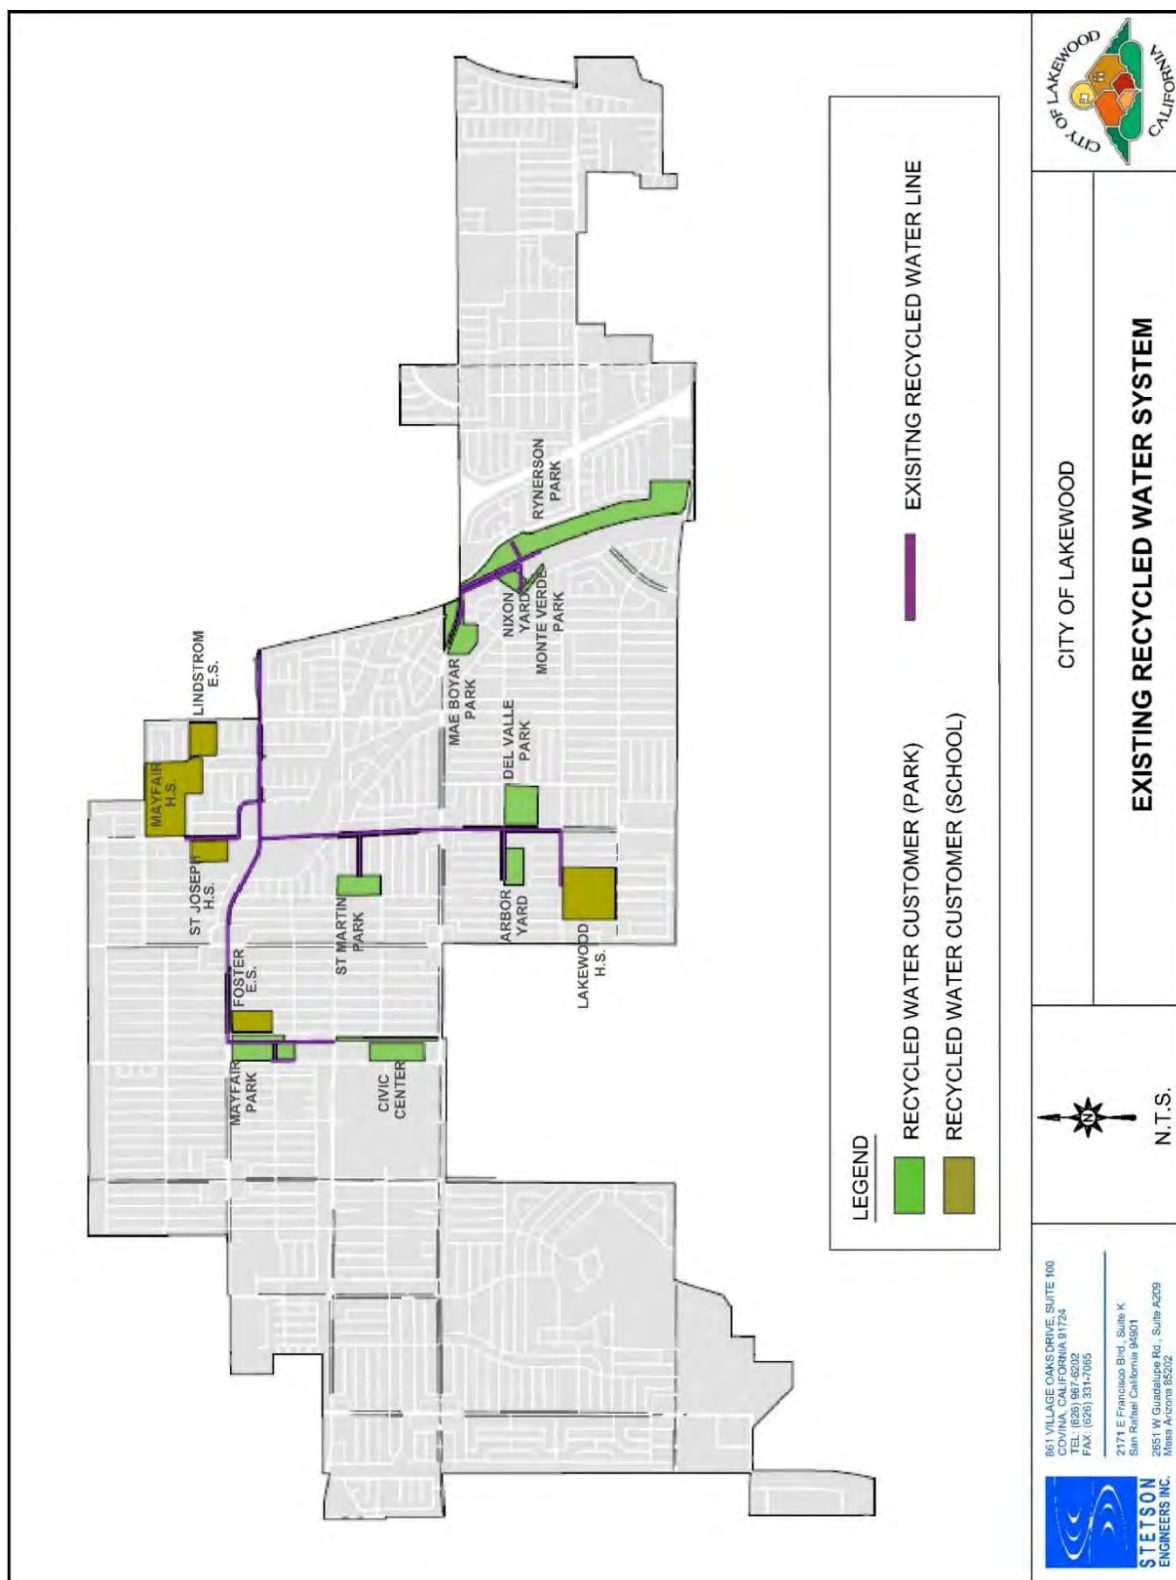 LINDSTROM
E.S.
MAYFAIR
H.S.
ST JOSEPH
H.S.
FOSTER
E.S.
MAYFAIR
PARK
ST MARTIN
PARK
CIVIC
CENTER
RYNERSON
PARK
NIXON
YARD
MONTE VERDE
PARK
MAE BOYAR
PARK
DEL VALLE
PARK
ARBOR
YARD
LAKEWOOD
H.S.
LEGEND
RECYCLED WATER CUSTOMER (PARK)
RECYCLED WATER CUSTOMER (SCHOOL)
EXISITNG RECYCLED WATER LINE
STETSON
ENGINEERS INC.
861 VILLAGE OAKS DRIVE, SUITE 100
COVINA, CALIFORNIA 91724
TEL: (626) 967-6202
FAX: (626) 331-7065
2171 E Francisco Blvd., Suite K
San Rafael California 94901
2651 W Guadalupe Rd., Suite A209
Mesa Arizona 85202
N
N.T.S.
CITY OF LAKEWOOD
EXISTING RECYCLED WATER SYSTEM
CITY OF LAKEWOOD
CALIFORNIA